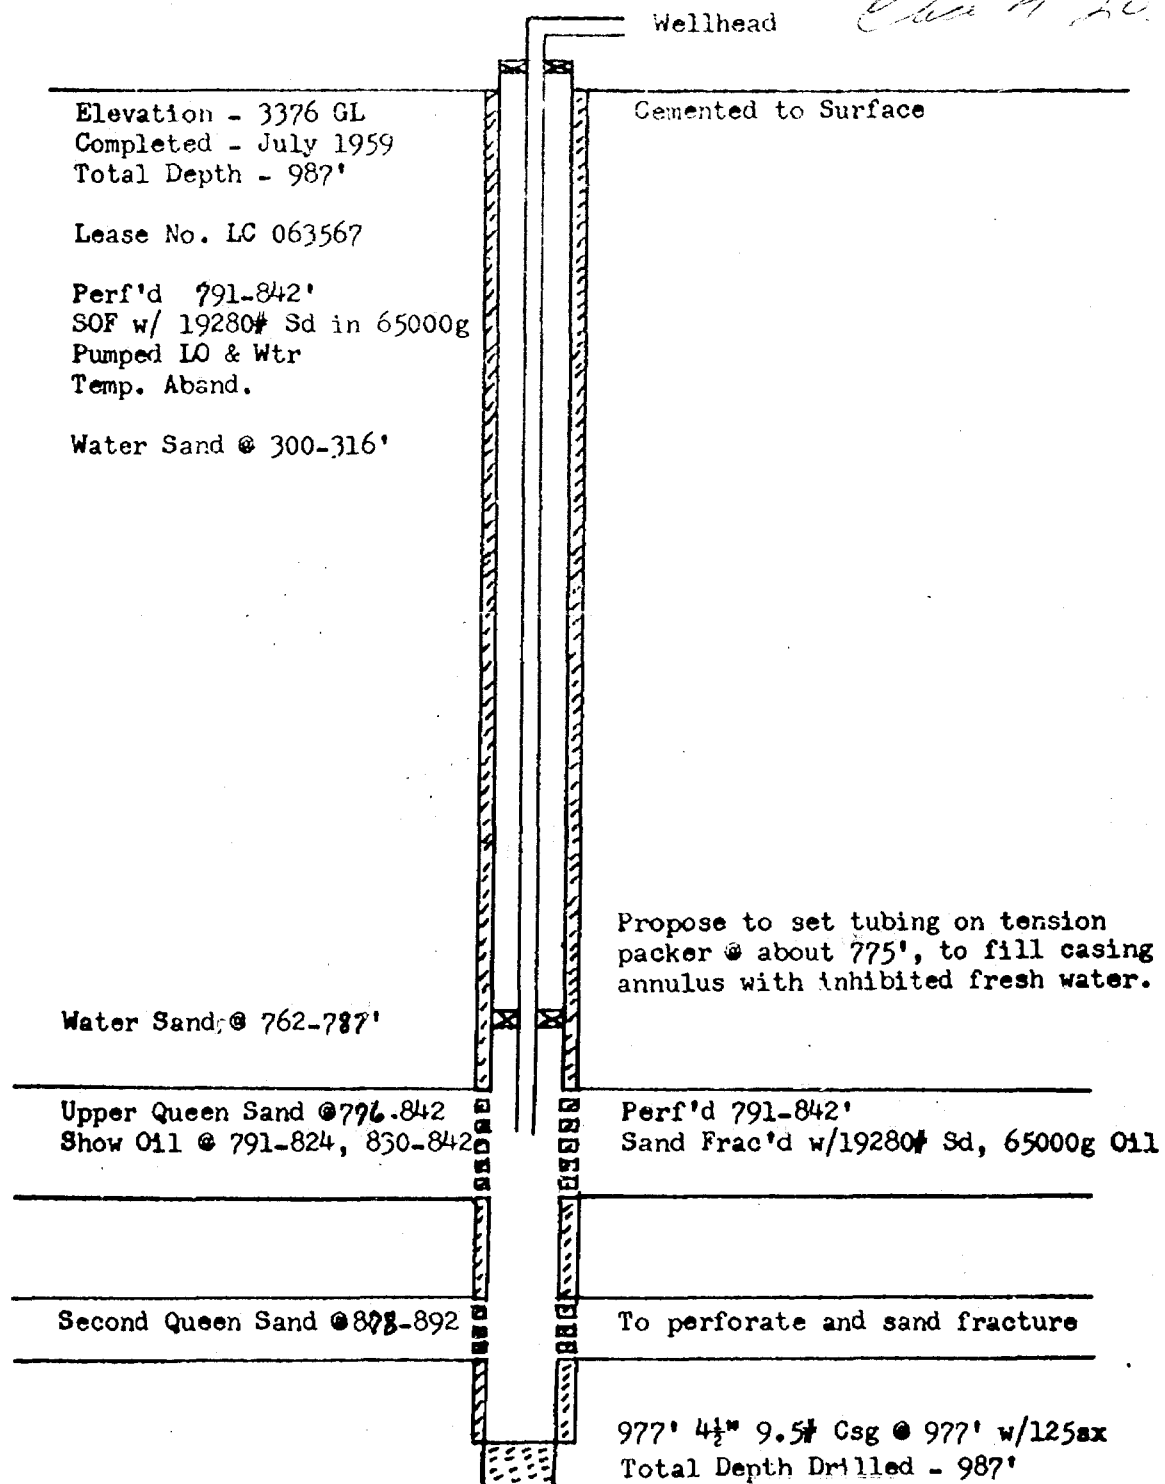 Wellhead
Elevation - 3376 GL
Completed - July 1959
Total Depth - 987'
Lease No. LC 063567
Perf'd 791-842'
SOF w/ 19280# Sd in 65000g
Pumped LO & Wtr
Temp. Aband.
Water Sand @ 300-316'
Cemented to Surface
Propose to set tubing on tension
packer @ about 775', to fill casing
annulus with inhibited fresh water.
Water Sand @ 762-787'
Upper Queen Sand @ 796-842
Show Oil @ 791-824, 830-842
Perf'd 791-842'
Sand Frac'd w/19280# Sd, 65000g Oil
Second Queen Sand @ 878-892
To perforate and sand fracture
977' 4½" 9.5# Csg @ 977' w/125sx
Total Depth Drilled - 987'